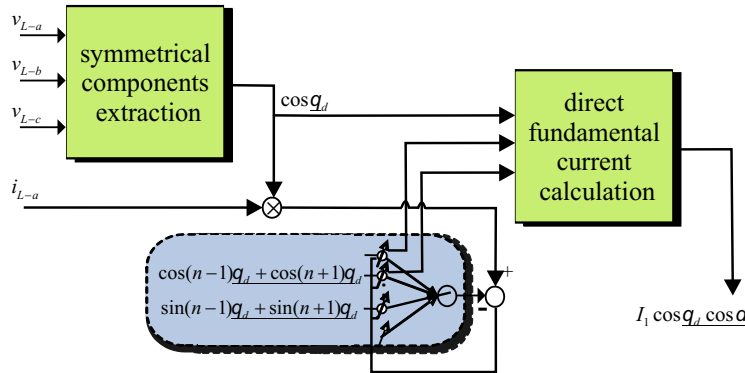 v_{L-a}
v_{L-b}
v_{L-c}
symmetrical
components
extraction
cos q_d
direct
fundamental
current
calculation
i_{L-a}
cos(n−1)q_d + cos(n+1)q_d
sin(n−1)q_d + sin(n+1)q_d
+
-
I_1 cos q_d cos